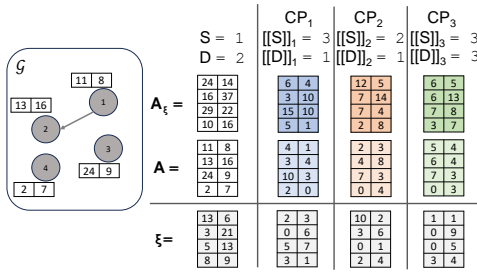 CP₁ CP₂ CP₃
S = 1 [[S]]₁ = 3 [[S]]₂ = 2 [[S]]₃ = 3
D = 2 [[D]]₁ = 1 [[D]]₂ = 1 [[D]]₃ = 3
𝒢
11 8
1
13 16
2
3
4
24 9
2 7
A_ξ =
24 14 6 4 12 5 6 5
16 37 3 10 7 14 6 13
29 22 15 10 7 4 7 8
10 16 5 1 2 8 3 7
A =
11 8 4 1 2 3 5 4
13 16 3 4 4 8 6 4
24 9 10 3 7 3 7 3
2 7 2 0 0 4 0 3
ξ =
13 6 2 3 10 2 1 1
3 21 0 6 3 6 0 9
5 13 5 7 0 1 0 5
8 9 3 1 2 4 3 4